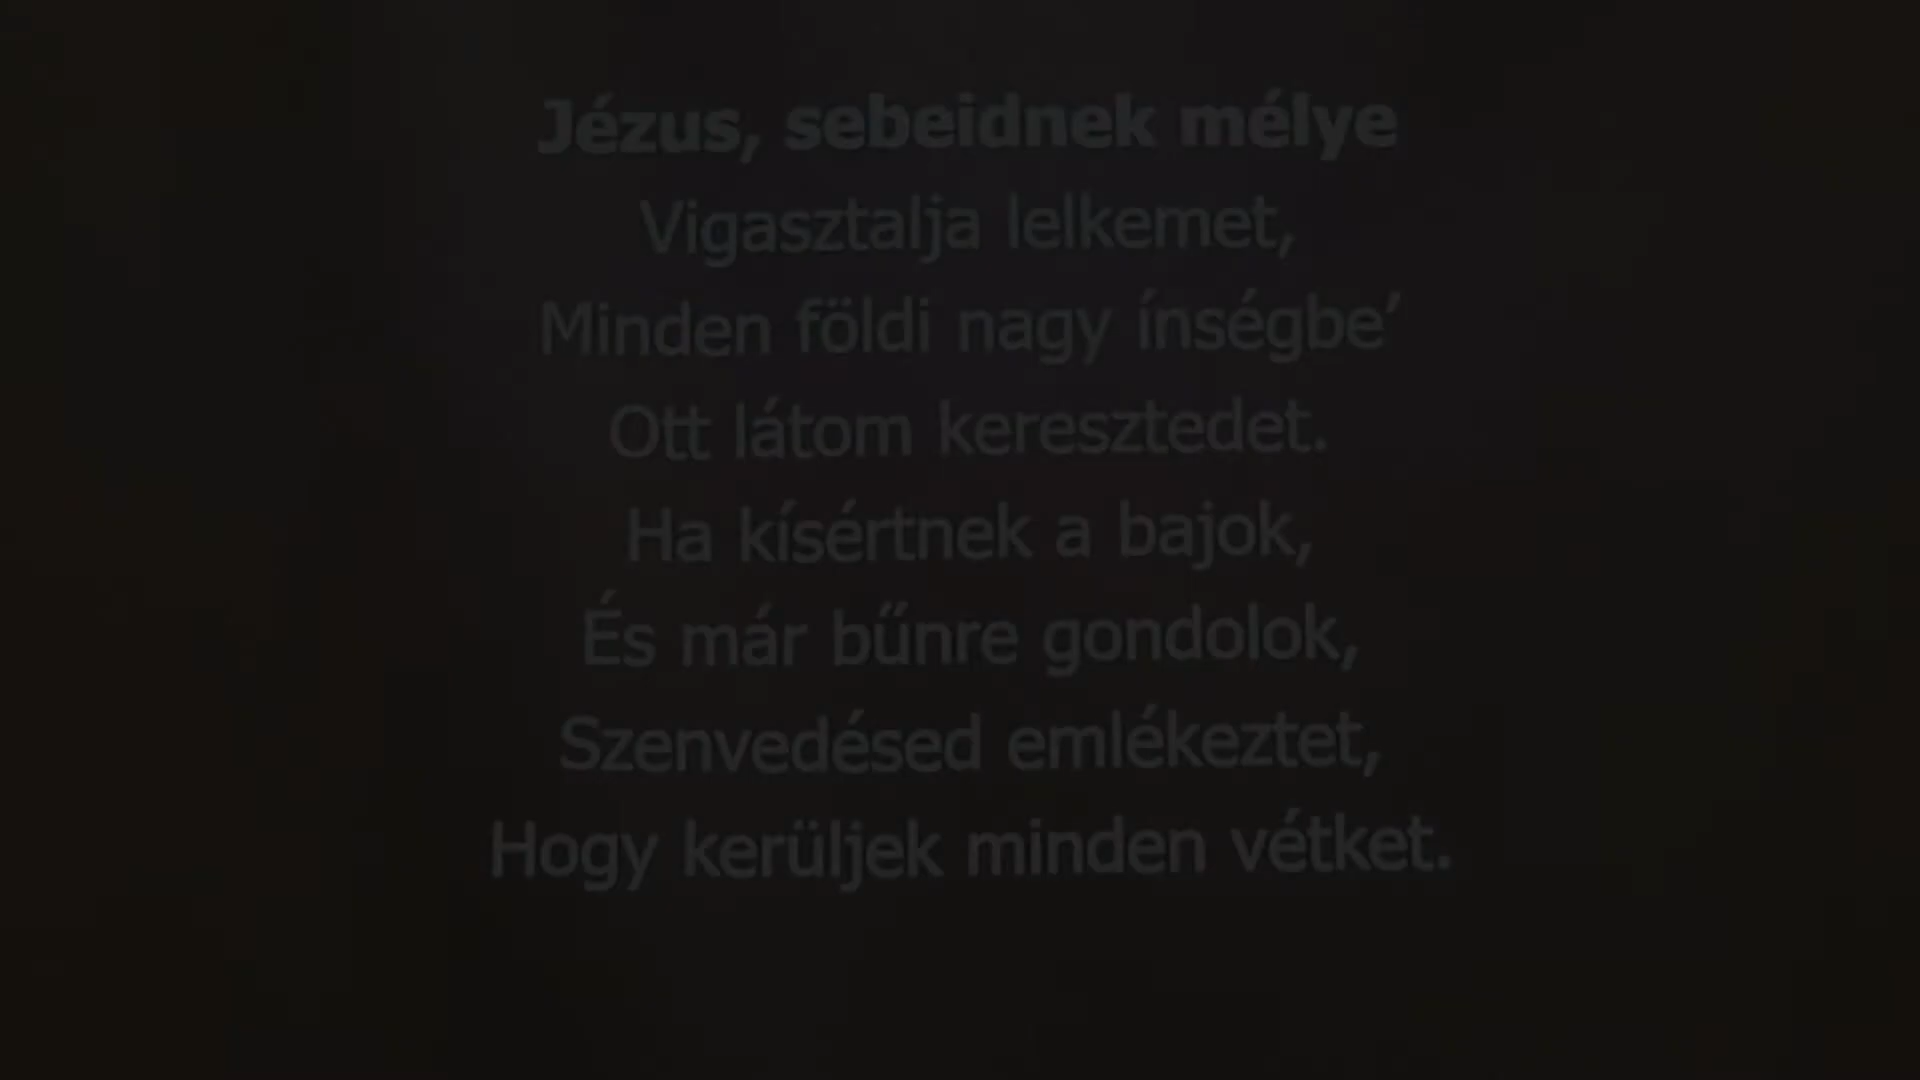 Jézus, sebeidnek mélye
Vigasztalja lelkemet,
Minden földi nagy ínségbe’
Ott látom keresztedet.
Ha kísértnek a bajok,
És már bűnre gondolok,
Szenvedésed emlékeztet,
Hogy kerüljek minden vétket.